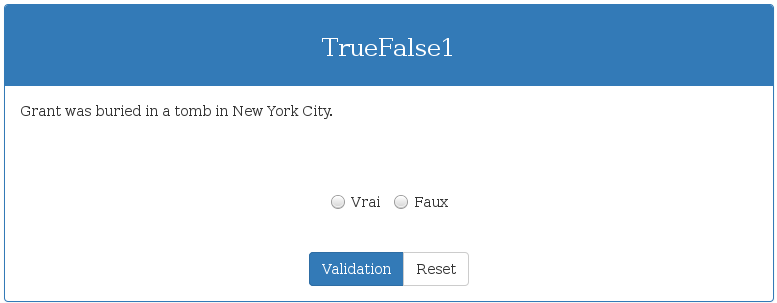 TrueFalse1
Grant was buried in a tomb in New York City.
Vrai Faux
Validation Reset